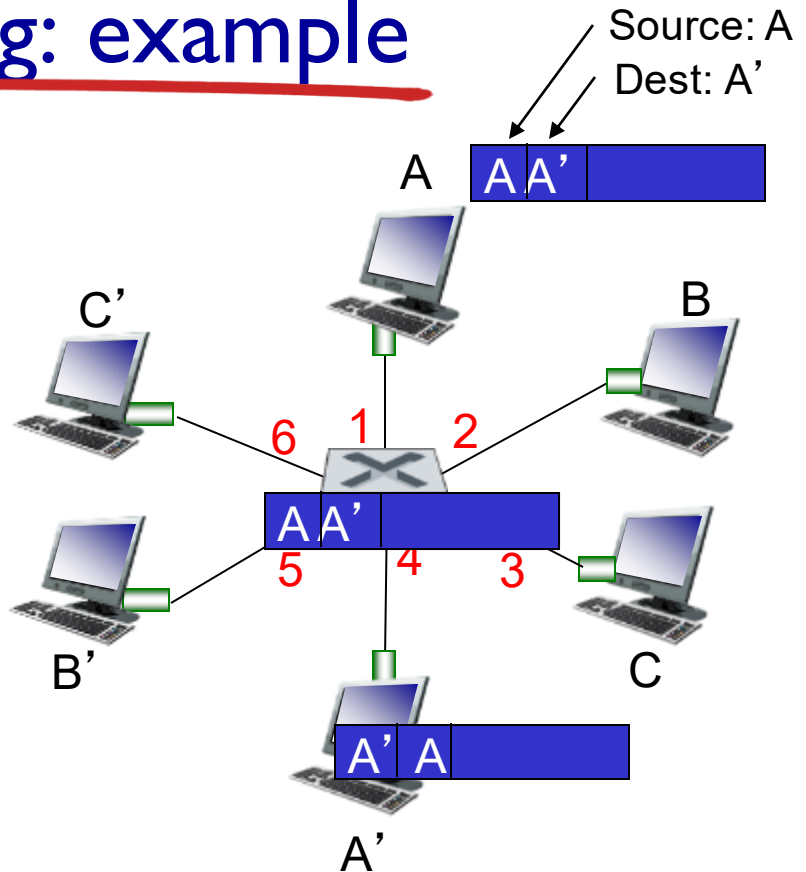 g: example
Source: A
Dest: A’
A
A A’
C’
B
6 1 2
A A’
5 4 3
B’
C
A’ A
A’